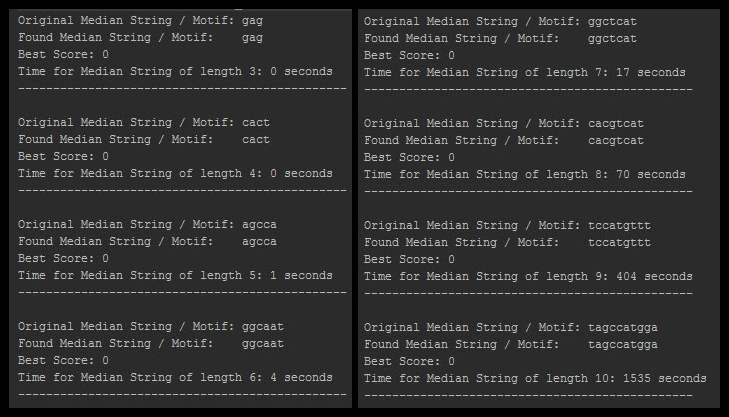 Original Median String / Motif: gag
Found Median String / Motif:    gag
Best Score: 0
Time for Median String of length 3: 0 seconds
-----------------------------------------------
Original Median String / Motif: cact
Found Median String / Motif:    cact
Best Score: 0
Time for Median String of length 4: 0 seconds
-----------------------------------------------
Original Median String / Motif: agcca
Found Median String / Motif:    agcca
Best Score: 0
Time for Median String of length 5: 1 seconds
-----------------------------------------------
Original Median String / Motif: ggcaat
Found Median String / Motif:    ggcaat
Best Score: 0
Time for Median String of length 6: 4 seconds
-----------------------------------------------
Original Median String / Motif: ggctcat
Found Median String / Motif:    ggctcat
Best Score: 0
Time for Median String of length 7: 17 seconds
-----------------------------------------------
Original Median String / Motif: cacgtcat
Found Median String / Motif:    cacgtcat
Best Score: 0
Time for Median String of length 8: 70 seconds
-----------------------------------------------
Original Median String / Motif: tccatgttt
Found Median String / Motif:    tccatgttt
Best Score: 0
Time for Median String of length 9: 404 seconds
-----------------------------------------------
Original Median String / Motif: tagccatgga
Found Median String / Motif:    tagccatgga
Best Score: 0
Time for Median String of length 10: 1535 seconds
-----------------------------------------------